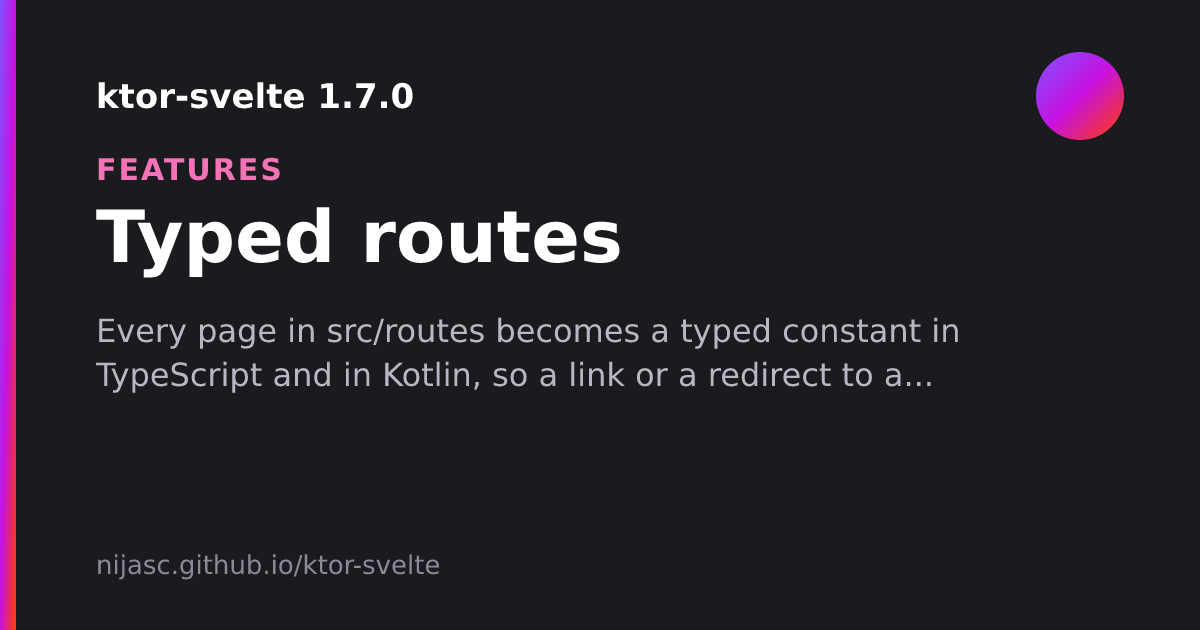 ktor-svelte 1.7.0
FEATURES
Typed routes
Every page in src/routes becomes a typed constant in
TypeScript and in Kotlin, so a link or a redirect to a...
nijasc.github.io/ktor-svelte